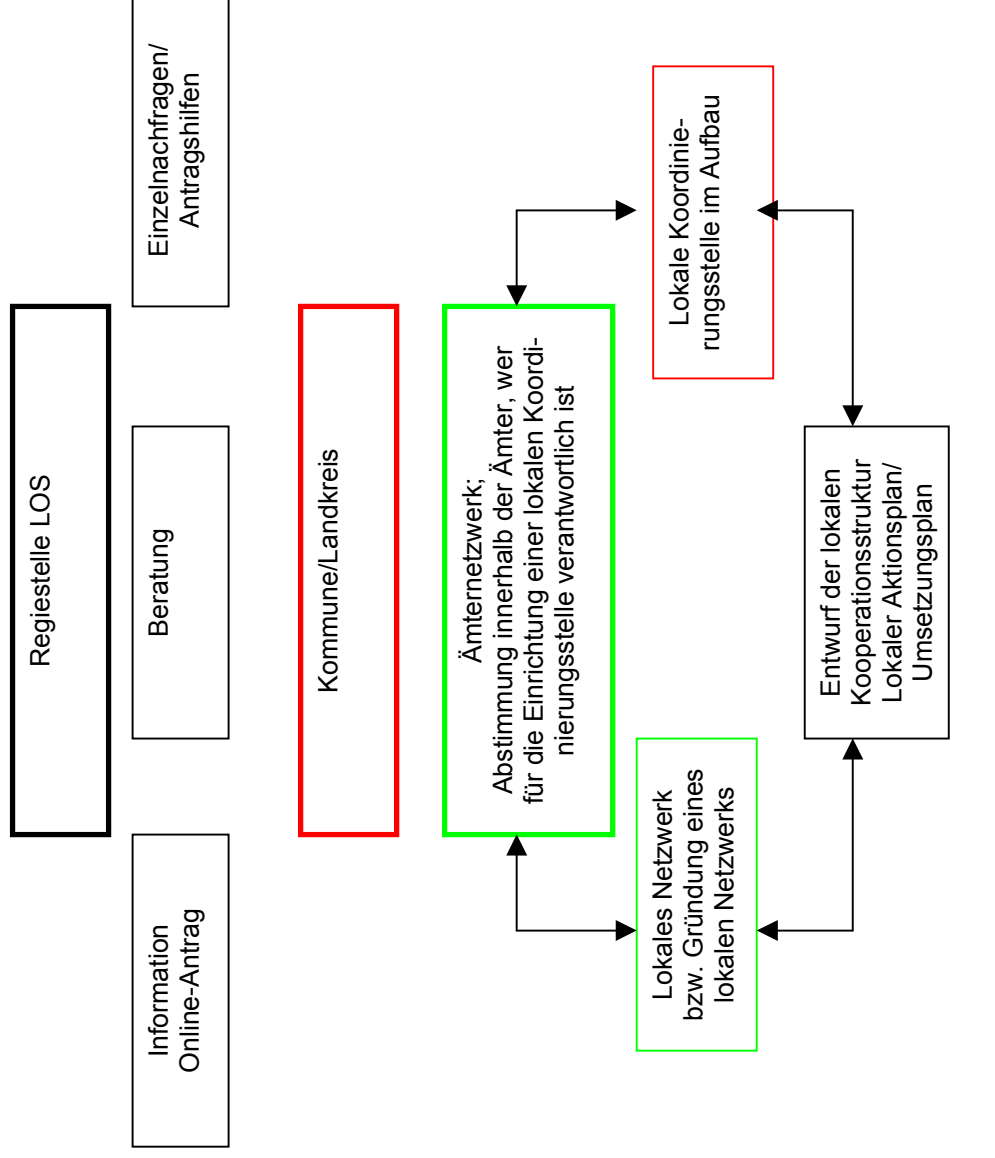 Regiestelle LOS
Information
Online-Antrag
Beratung
Einzelnachfragen/
Antragshilfen
Kommune/Landkreis
Ämternetzwerk;
Abstimmung innerhalb der Ämter, wer
für die Einrichtung einer lokalen Koordi-
nierungsstelle verantwortlich ist
Lokales Netzwerk
bzw. Gründung eines
lokalen Netzwerks
Lokale Koordinie-
rungsstelle im Aufbau
Entwurf der lokalen
Kooperationsstruktur
Lokaler Aktionsplan/
Umsetzungsplan